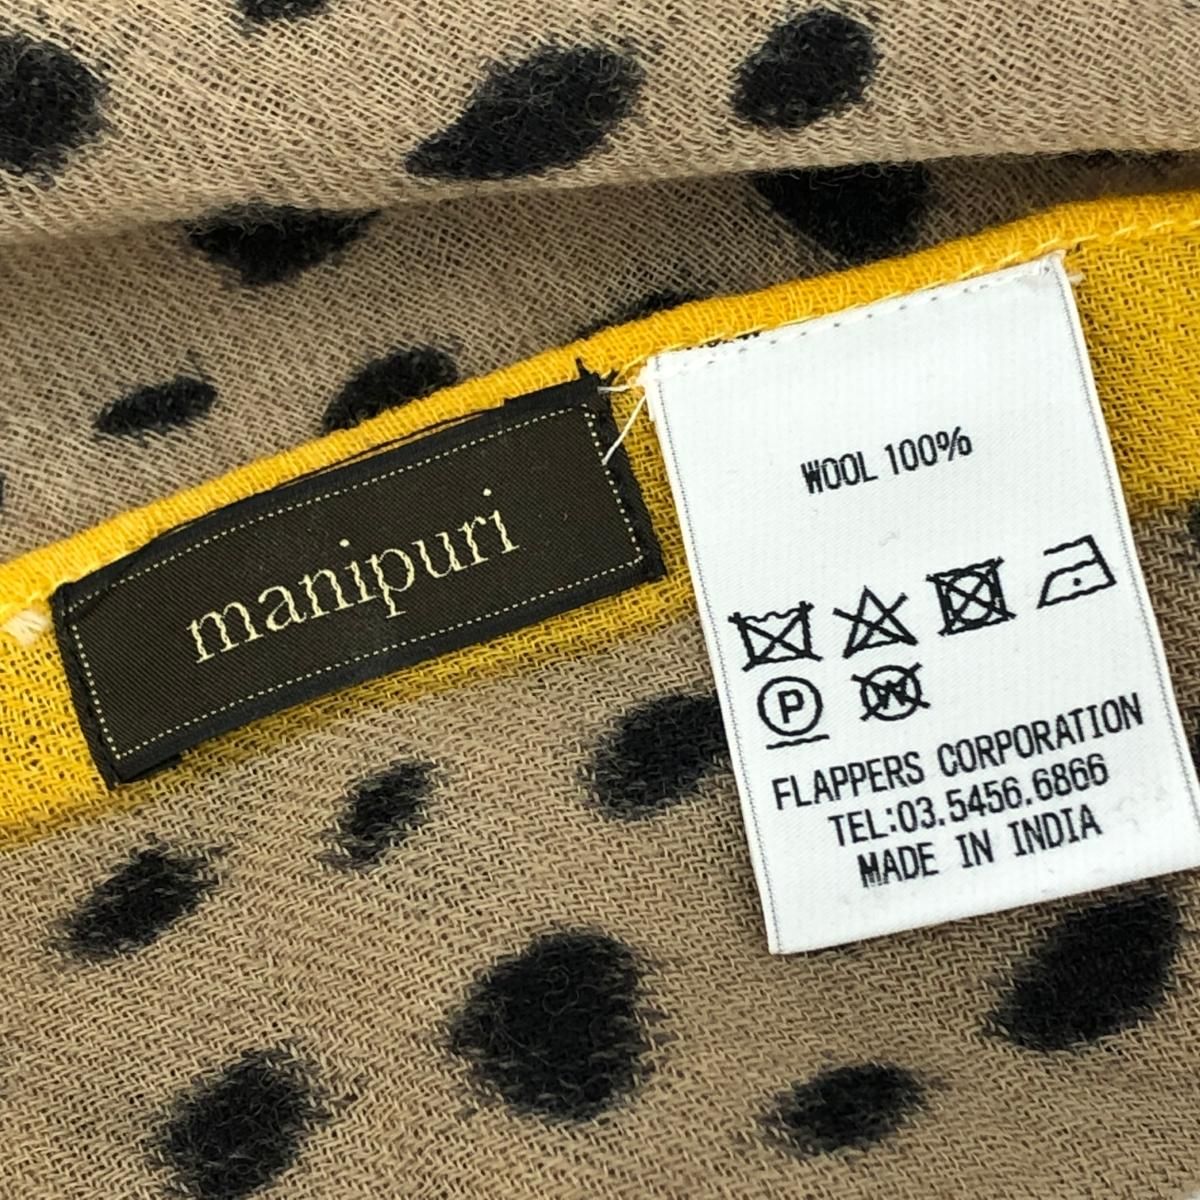 manipuri
WOOL 100%
P W
FLAPPERS CORPORATION
TEL:03.5456.6866
MADE IN INDIA